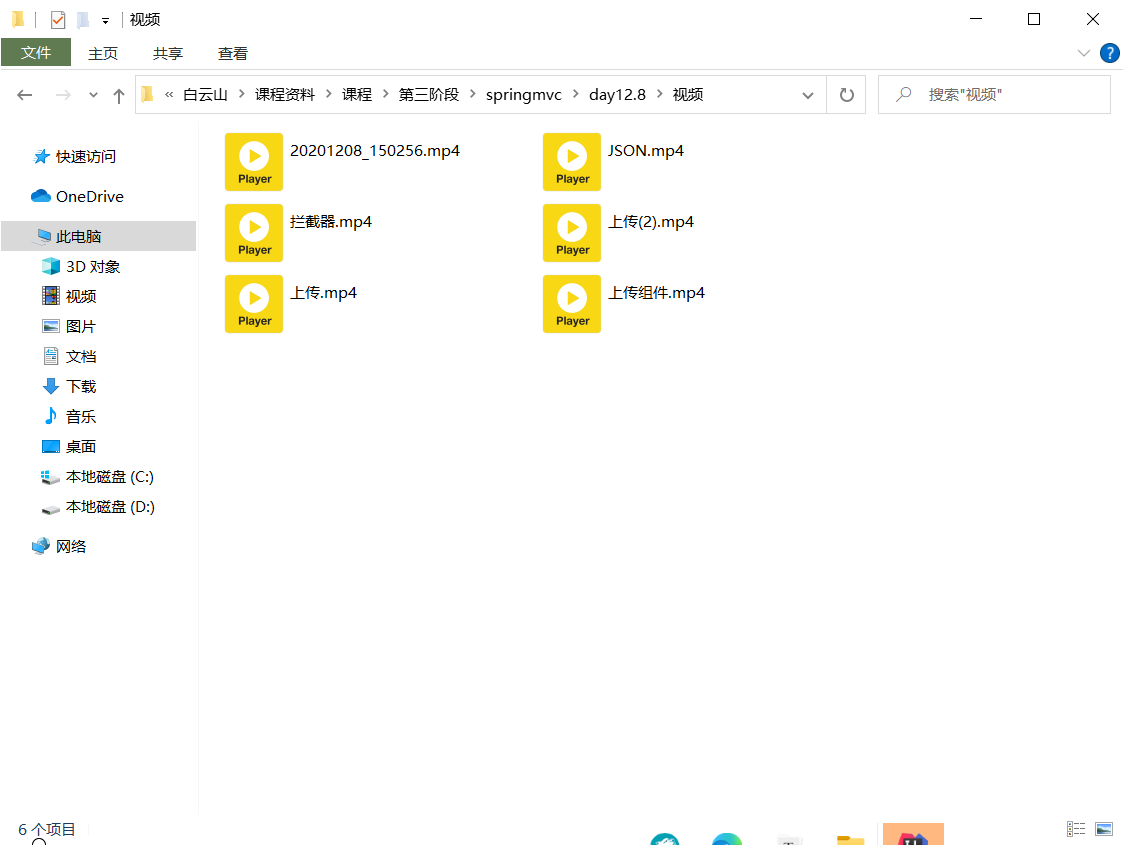 视频
文件 主页 共享 查看 ?
« 白云山 > 课程资料 > 课程 > 第三阶段 > springmvc > day12.8 > 视频 搜索"视频"
快速访问
OneDrive
此电脑
3D 对象
视频
图片
文档
下载
音乐
桌面
本地磁盘 (C:)
本地磁盘 (D:)
网络
Player 20201208_150256.mp4
Player JSON.mp4
Player 拦截器.mp4
Player 上传(2).mp4
Player 上传.mp4
Player 上传组件.mp4
6 个项目